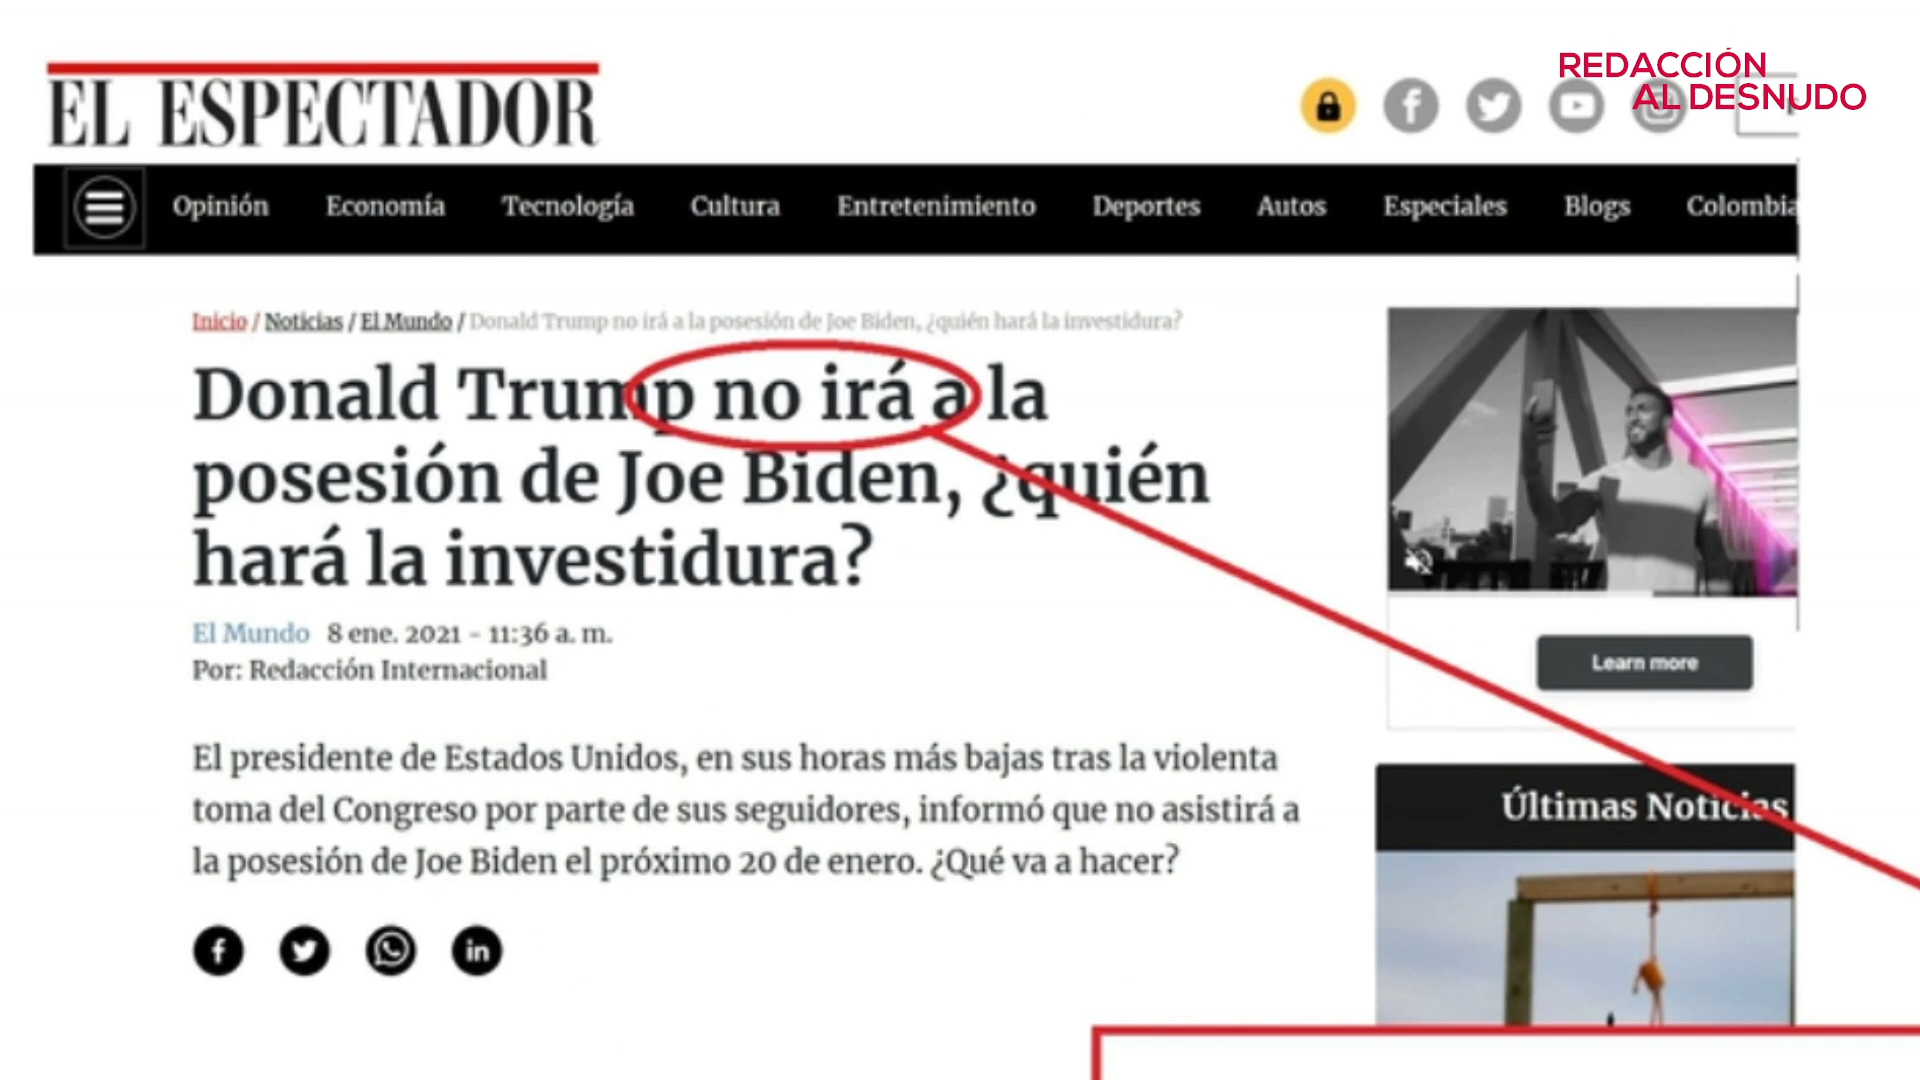 REDACCIÓN
AL DESNUDO
EL ESPECTADOR
Opinión Economía Tecnología Cultura Entretenimiento Deportes Autos Especiales Blogs Colombia
Inicio / Noticias / El Mundo / Donald Trump no irá a la posesión de Joe Biden, ¿quién hará la investidura?
Donald Trump no irá a la
posesión de Joe Biden, ¿quién
hará la investidura?
El Mundo 8 ene. 2021 - 11:36 a. m.
Por: Redacción Internacional
El presidente de Estados Unidos, en sus horas más bajas tras la violenta
toma del Congreso por parte de sus seguidores, informó que no asistirá a
la posesión de Joe Biden el próximo 20 de enero. ¿Qué va a hacer?
Learn more
Últimas Noticias